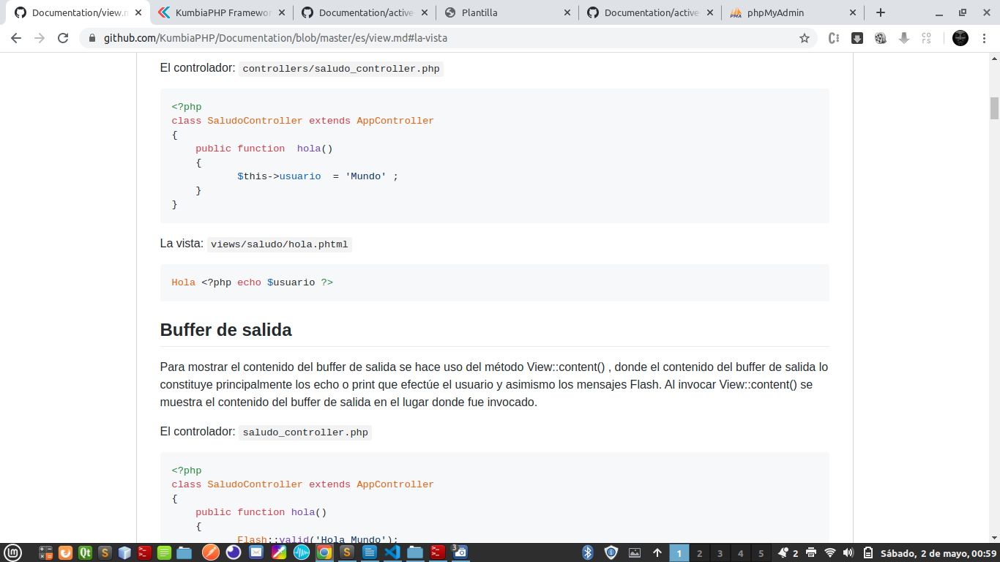 Documentation/view.m
KumbiaPHP Framewor
Documentation/active
Plantilla
Documentation/active
phpMyAdmin
github.com/KumbiaPHP/Documentation/blob/master/es/view.md#la-vista
co
rs
El controlador: controllers/saludo_controller.php
<?php
class SaludoController extends AppController
{
    public function  hola()
    {
           $this->usuario  = 'Mundo' ;
    }
}
La vista: views/saludo/hola.phtml
Hola <?php echo $usuario ?>
Buffer de salida
Para mostrar el contenido del buffer de salida se hace uso del método View::content() , donde el contenido del buffer de salida lo
constituye principalmente los echo o print que efectúe el usuario y asimismo los mensajes Flash. Al invocar View::content() se
muestra el contenido del buffer de salida en el lugar donde fue invocado.
El controlador: saludo_controller.php
<?php
class SaludoController extends AppController
{
    public function hola()
    {
           Flash::valid('Hola Mundo');
1 2 3 4 5 2 Sábado, 2 de mayo, 00:59